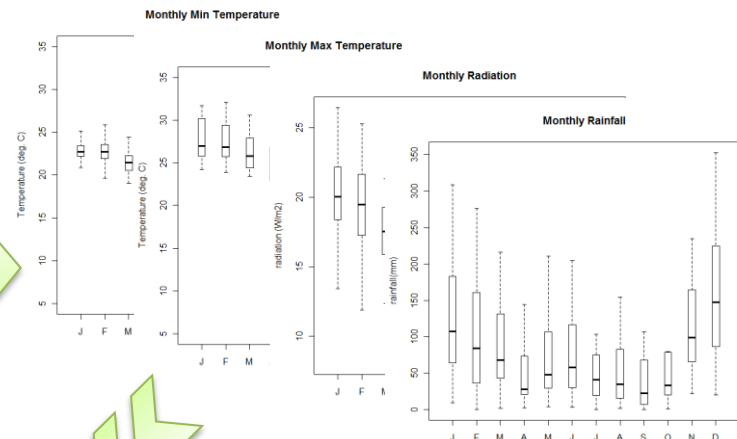 Monthly Min Temperature
Temperature (deg. C)
35
30
25
20
15
10
5
J F M
Monthly Max Temperature
Temperature (deg. C)
35
30
25
20
15
10
5
J F M
Monthly Radiation
radiation (W/m2)
25
20
15
10
J F
Monthly Rainfall
rainfall(mm)
350
300
250
200
150
100
50
0
J F M A M J J A S O N D